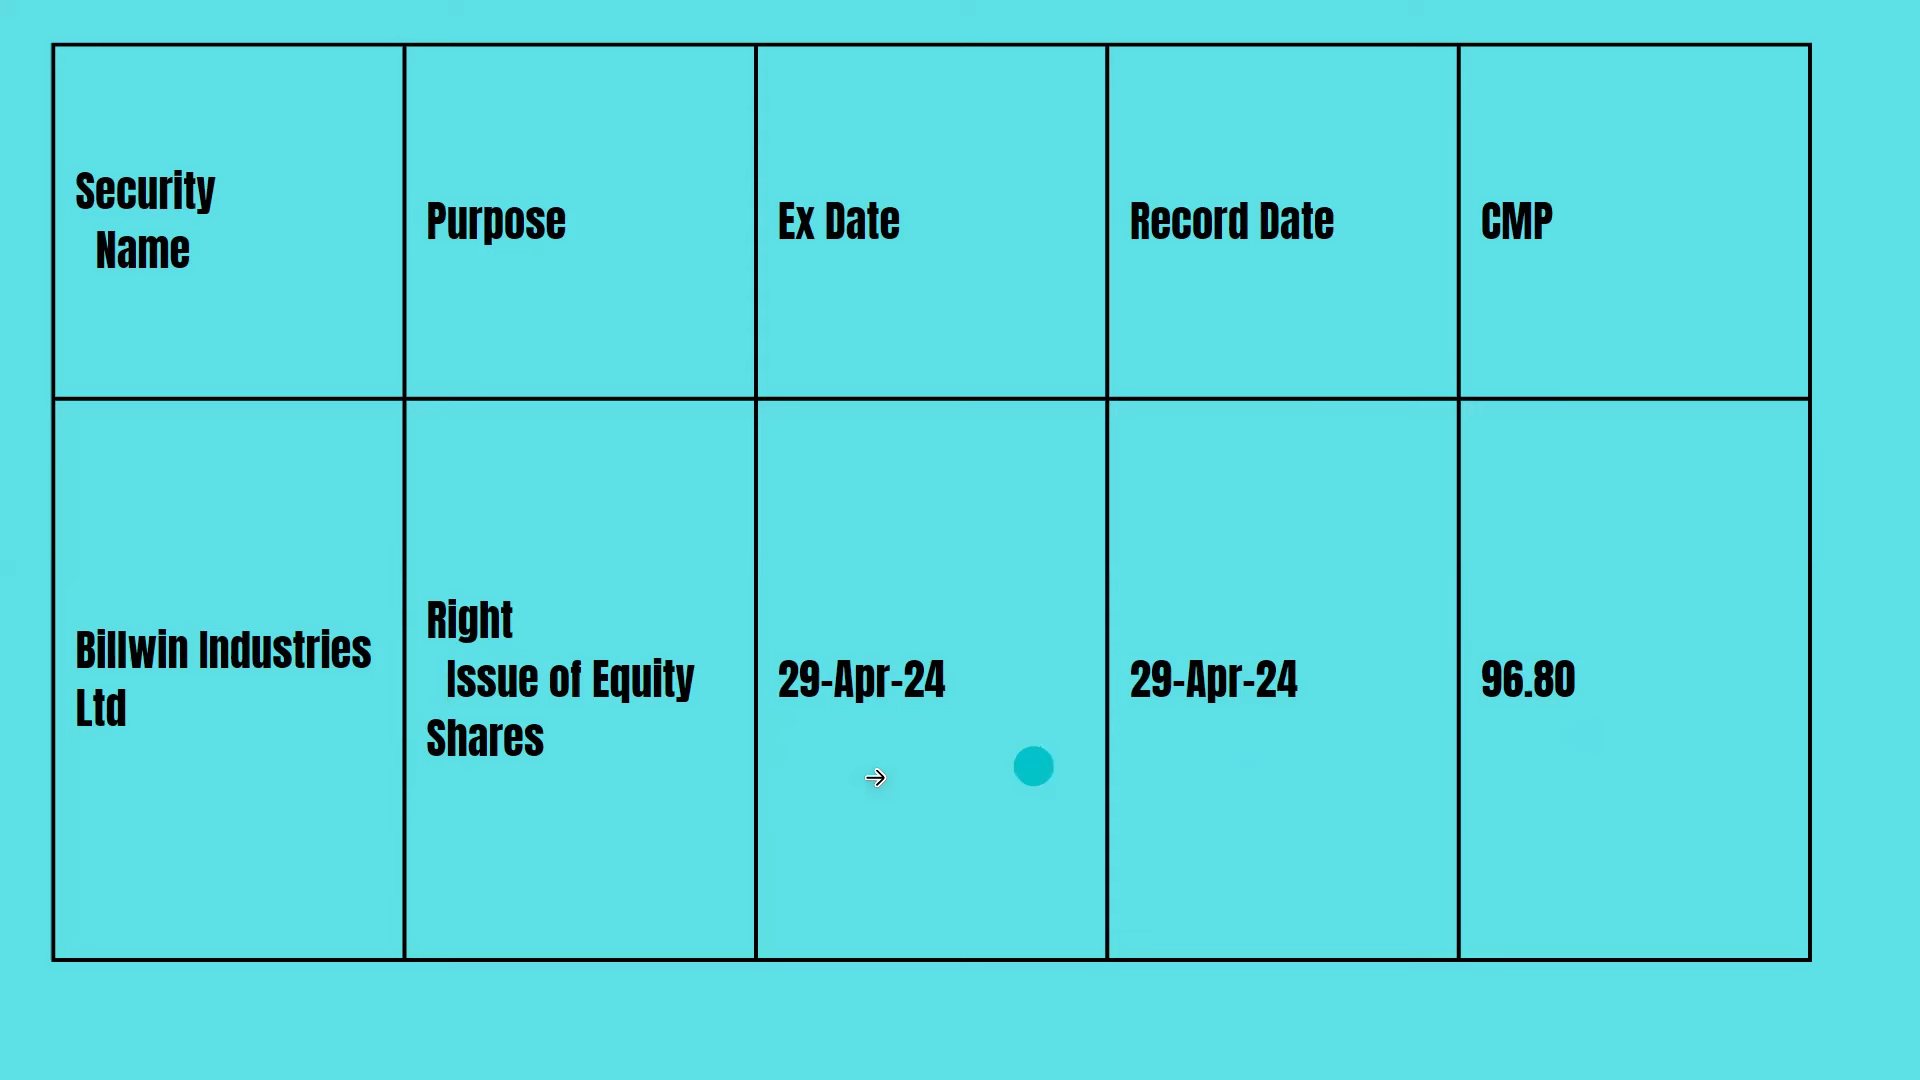 Security
Name
Purpose
Ex Date
Record Date
CMP
Billwin Industries
Ltd
Right
Issue of Equity
Shares
29-Apr-24
29-Apr-24
96.80